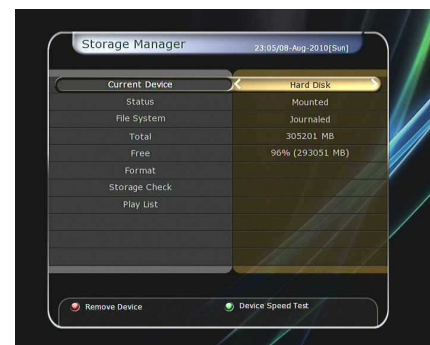 Storage Manager 23:05/08-Aug-2010(Sun)
Current Device Hard Disk
Status Mounted
File System Journaled
Total 305201 MB
Free 96% (293051 MB)
Format
Storage Check
Play List
Remove Device Device Speed Test